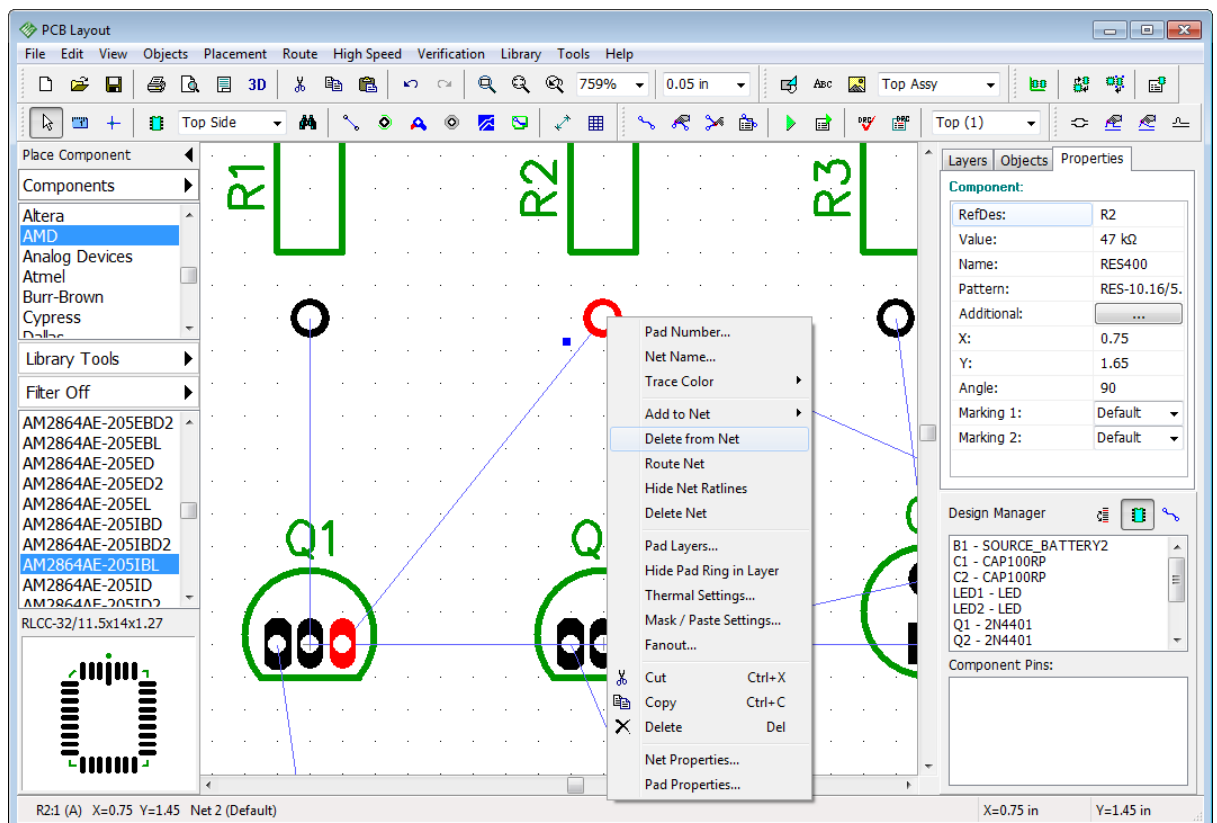 PCB Layout
File Edit View Objects Placement Route High Speed Verification Library Tools Help
3D 759% 0.05 in ABC Top Assy
Top Side DRC DRC Top (1)
Place Component
Components
Altera
AMD
Analog Devices
Atmel
Burr-Brown
Cypress
Dallas
Library Tools
Filter Off
AM2864AE-205EBD2
AM2864AE-205EBL
AM2864AE-205ED
AM2864AE-205ED2
AM2864AE-205EL
AM2864AE-205IBD
AM2864AE-205IBD2
AM2864AE-205IBL
AM2864AE-205ID
AM2864AE-205ID2
RLCC-32/11.5x14x1.27
R1
R2
R3
Q1
Q
Pad Number...
Net Name...
Trace Color
Add to Net
Delete from Net
Route Net
Hide Net Ratlines
Delete Net
Pad Layers...
Hide Pad Ring in Layer
Thermal Settings...
Mask / Paste Settings...
Fanout...
Cut Ctrl+X
Copy Ctrl+C
Delete Del
Net Properties...
Pad Properties...
Layers Objects Properties
Component:
RefDes: R2
Value: 47 kΩ
Name: RES400
Pattern: RES-10.16/5.
Additional: ...
X: 0.75
Y: 1.65
Angle: 90
Marking 1: Default
Marking 2: Default
Design Manager
B1 - SOURCE_BATTERY2
C1 - CAP100RP
C2 - CAP100RP
LED1 - LED
LED2 - LED
Q1 - 2N4401
Q2 - 2N4401
Component Pins:
R2:1 (A) X=0.75 Y=1.45 Net 2 (Default) X=0.75 in Y=1.45 in